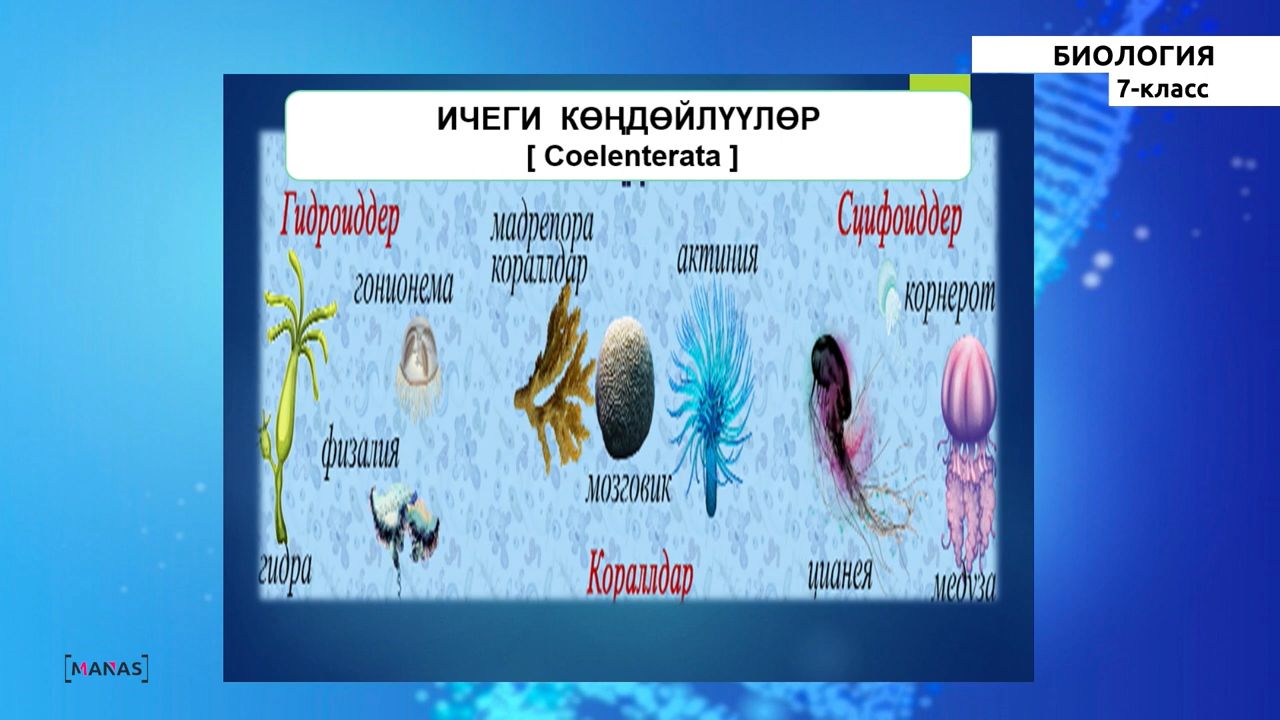 БИОЛОГИЯ
7-класс
ИЧЕГИ КӨҢДӨЙЛҮҮЛӨР
[ Coelenterata ]
Гидроиддер
мадрепора
кораллдар
актиния
Сцифоиддер
гонионема
корнерот
физалия
мозговик
гидра
Кораллдар
цианея
медуза
[MANAS]